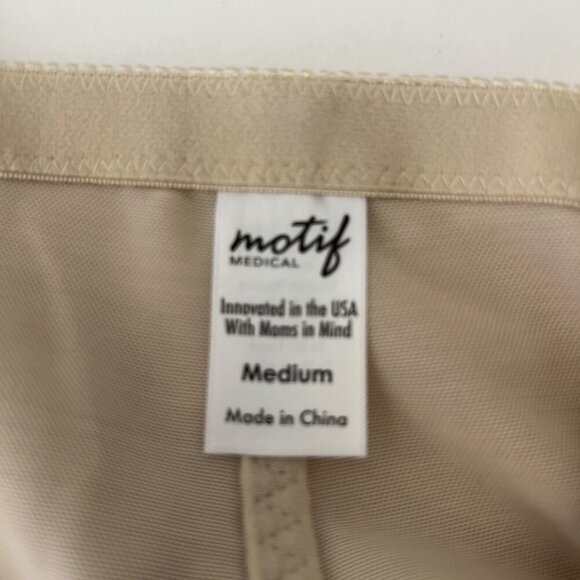 motif
MEDICAL
Innovated in the USA
With Moms in Mind
Medium
Made in China